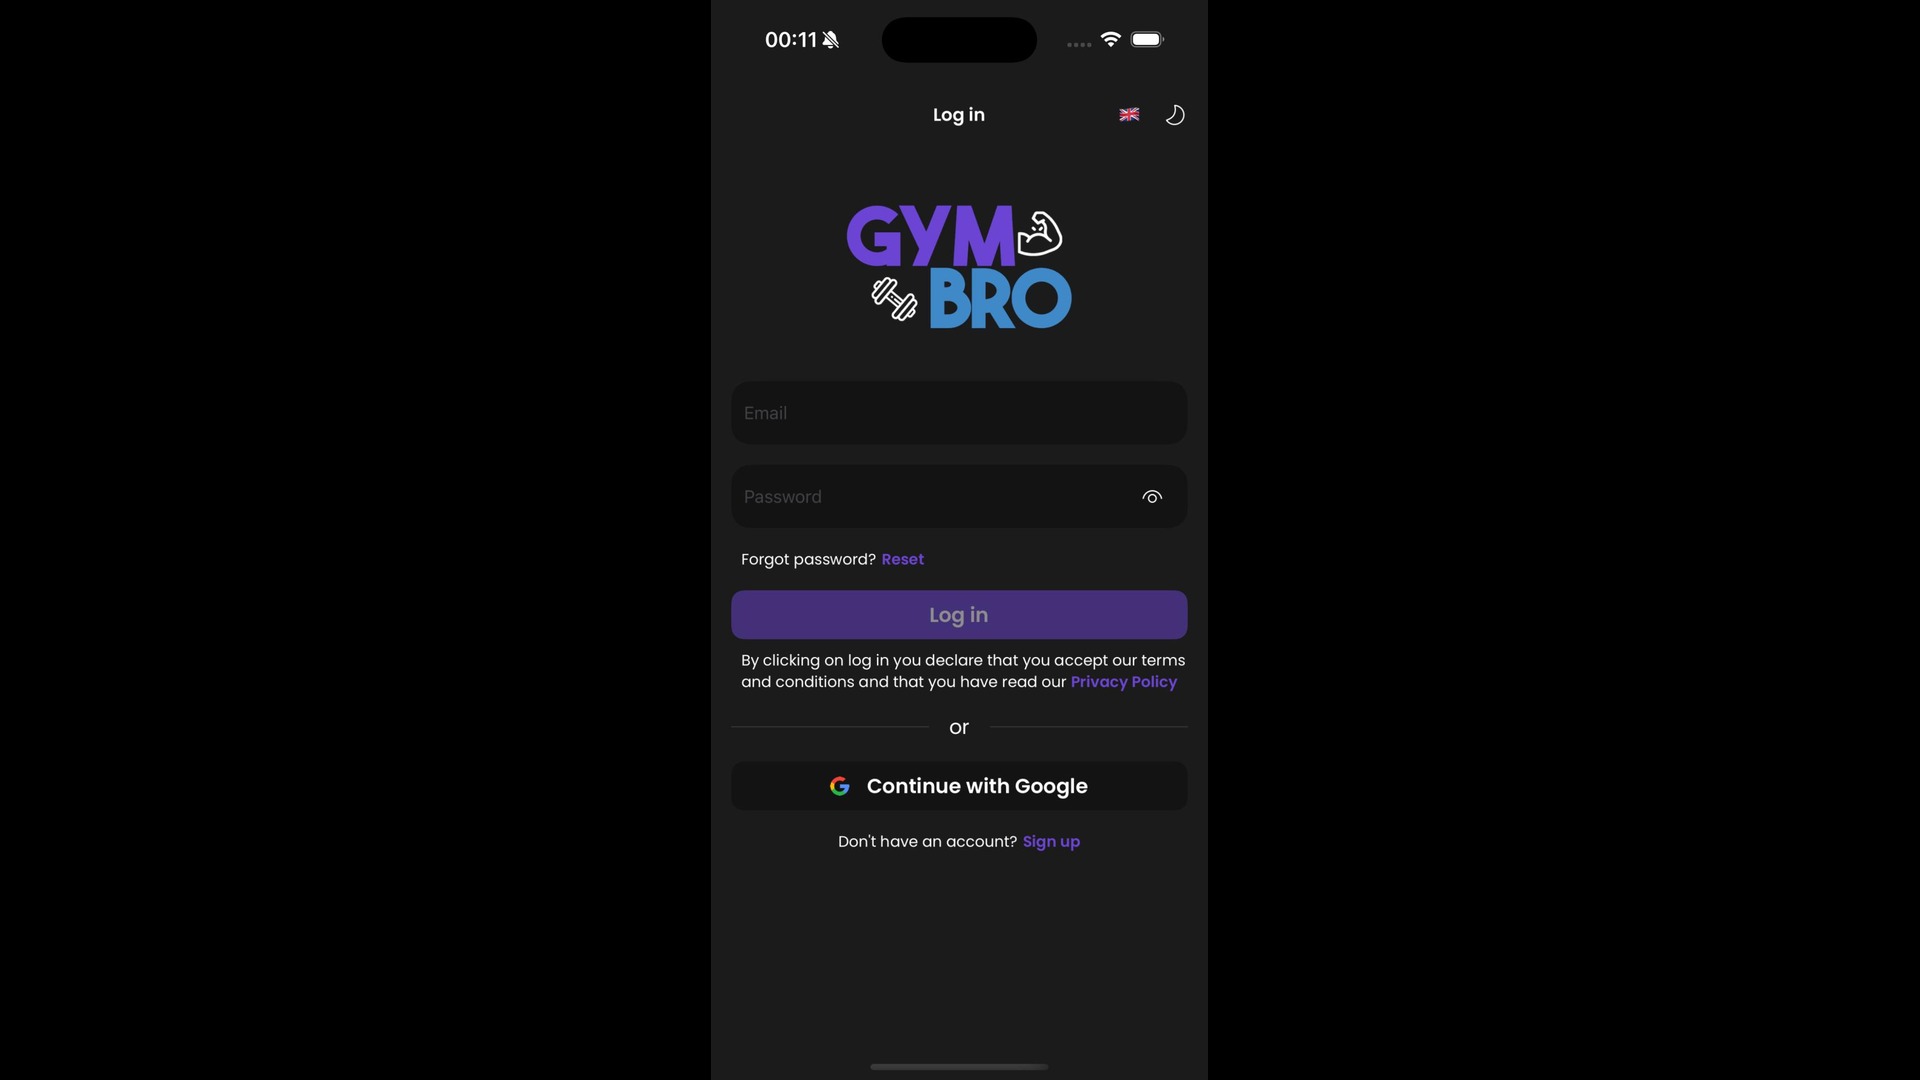 00:11
Log in
GYM
BRO
Email
Password
Forgot password? Reset
Log in
By clicking on log in you declare that you accept our terms
and conditions and that you have read our Privacy Policy
or
Continue with Google
Don't have an account? Sign up